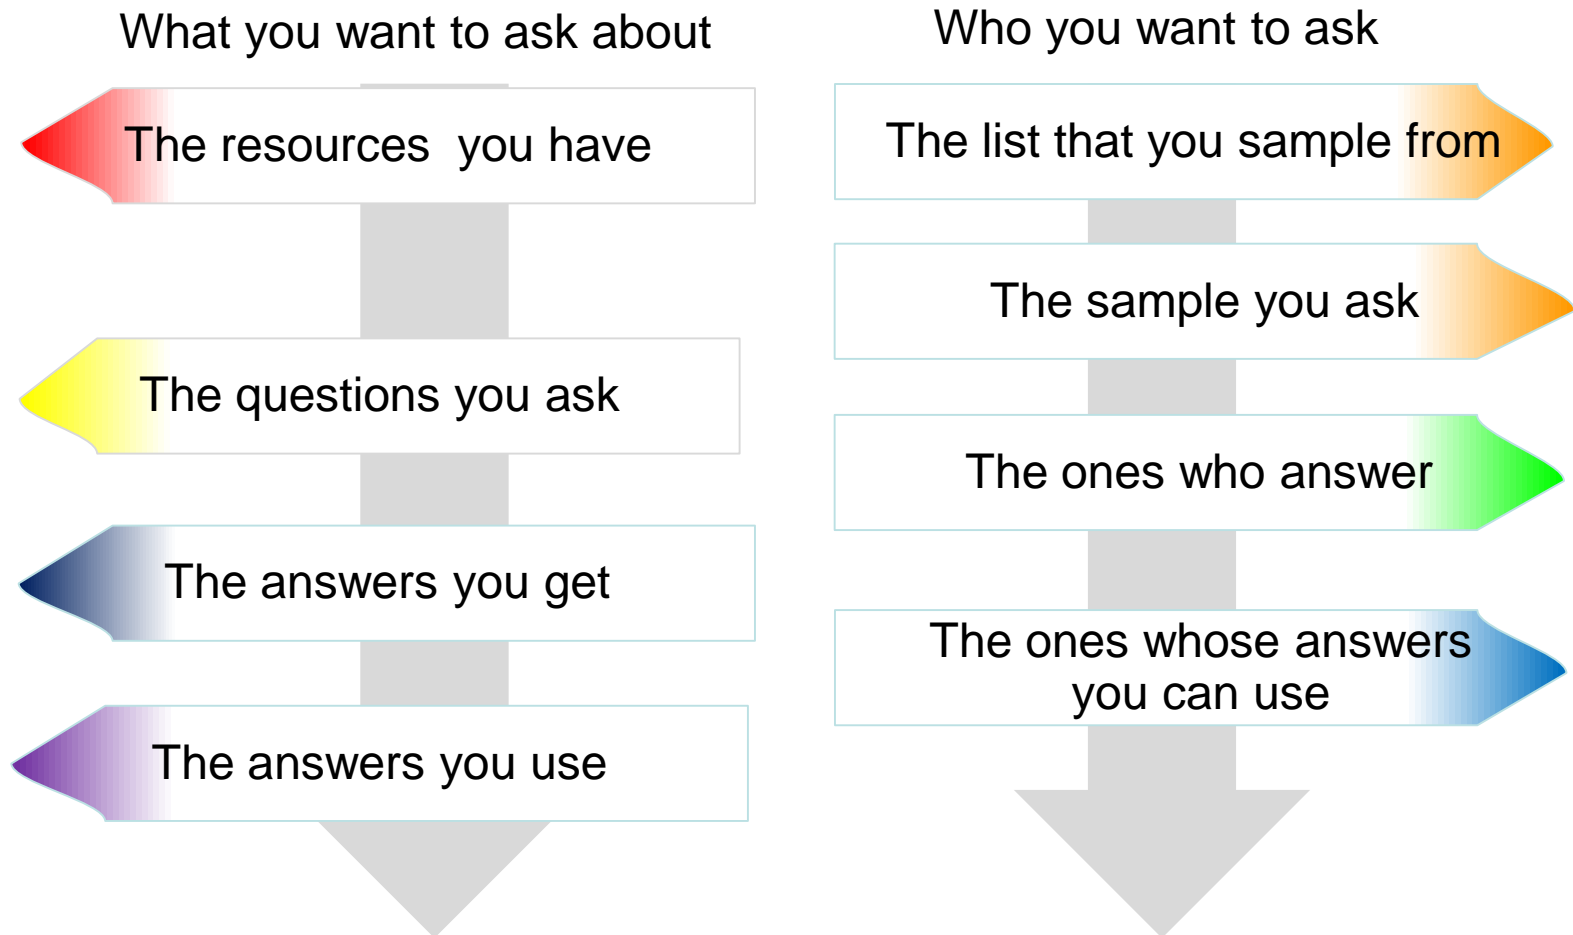 What you want to ask about
The resources  you have
The questions you ask
The answers you get
The answers you use
Who you want to ask
The list that you sample from
The sample you ask
The ones who answer
The ones whose answers
you can use